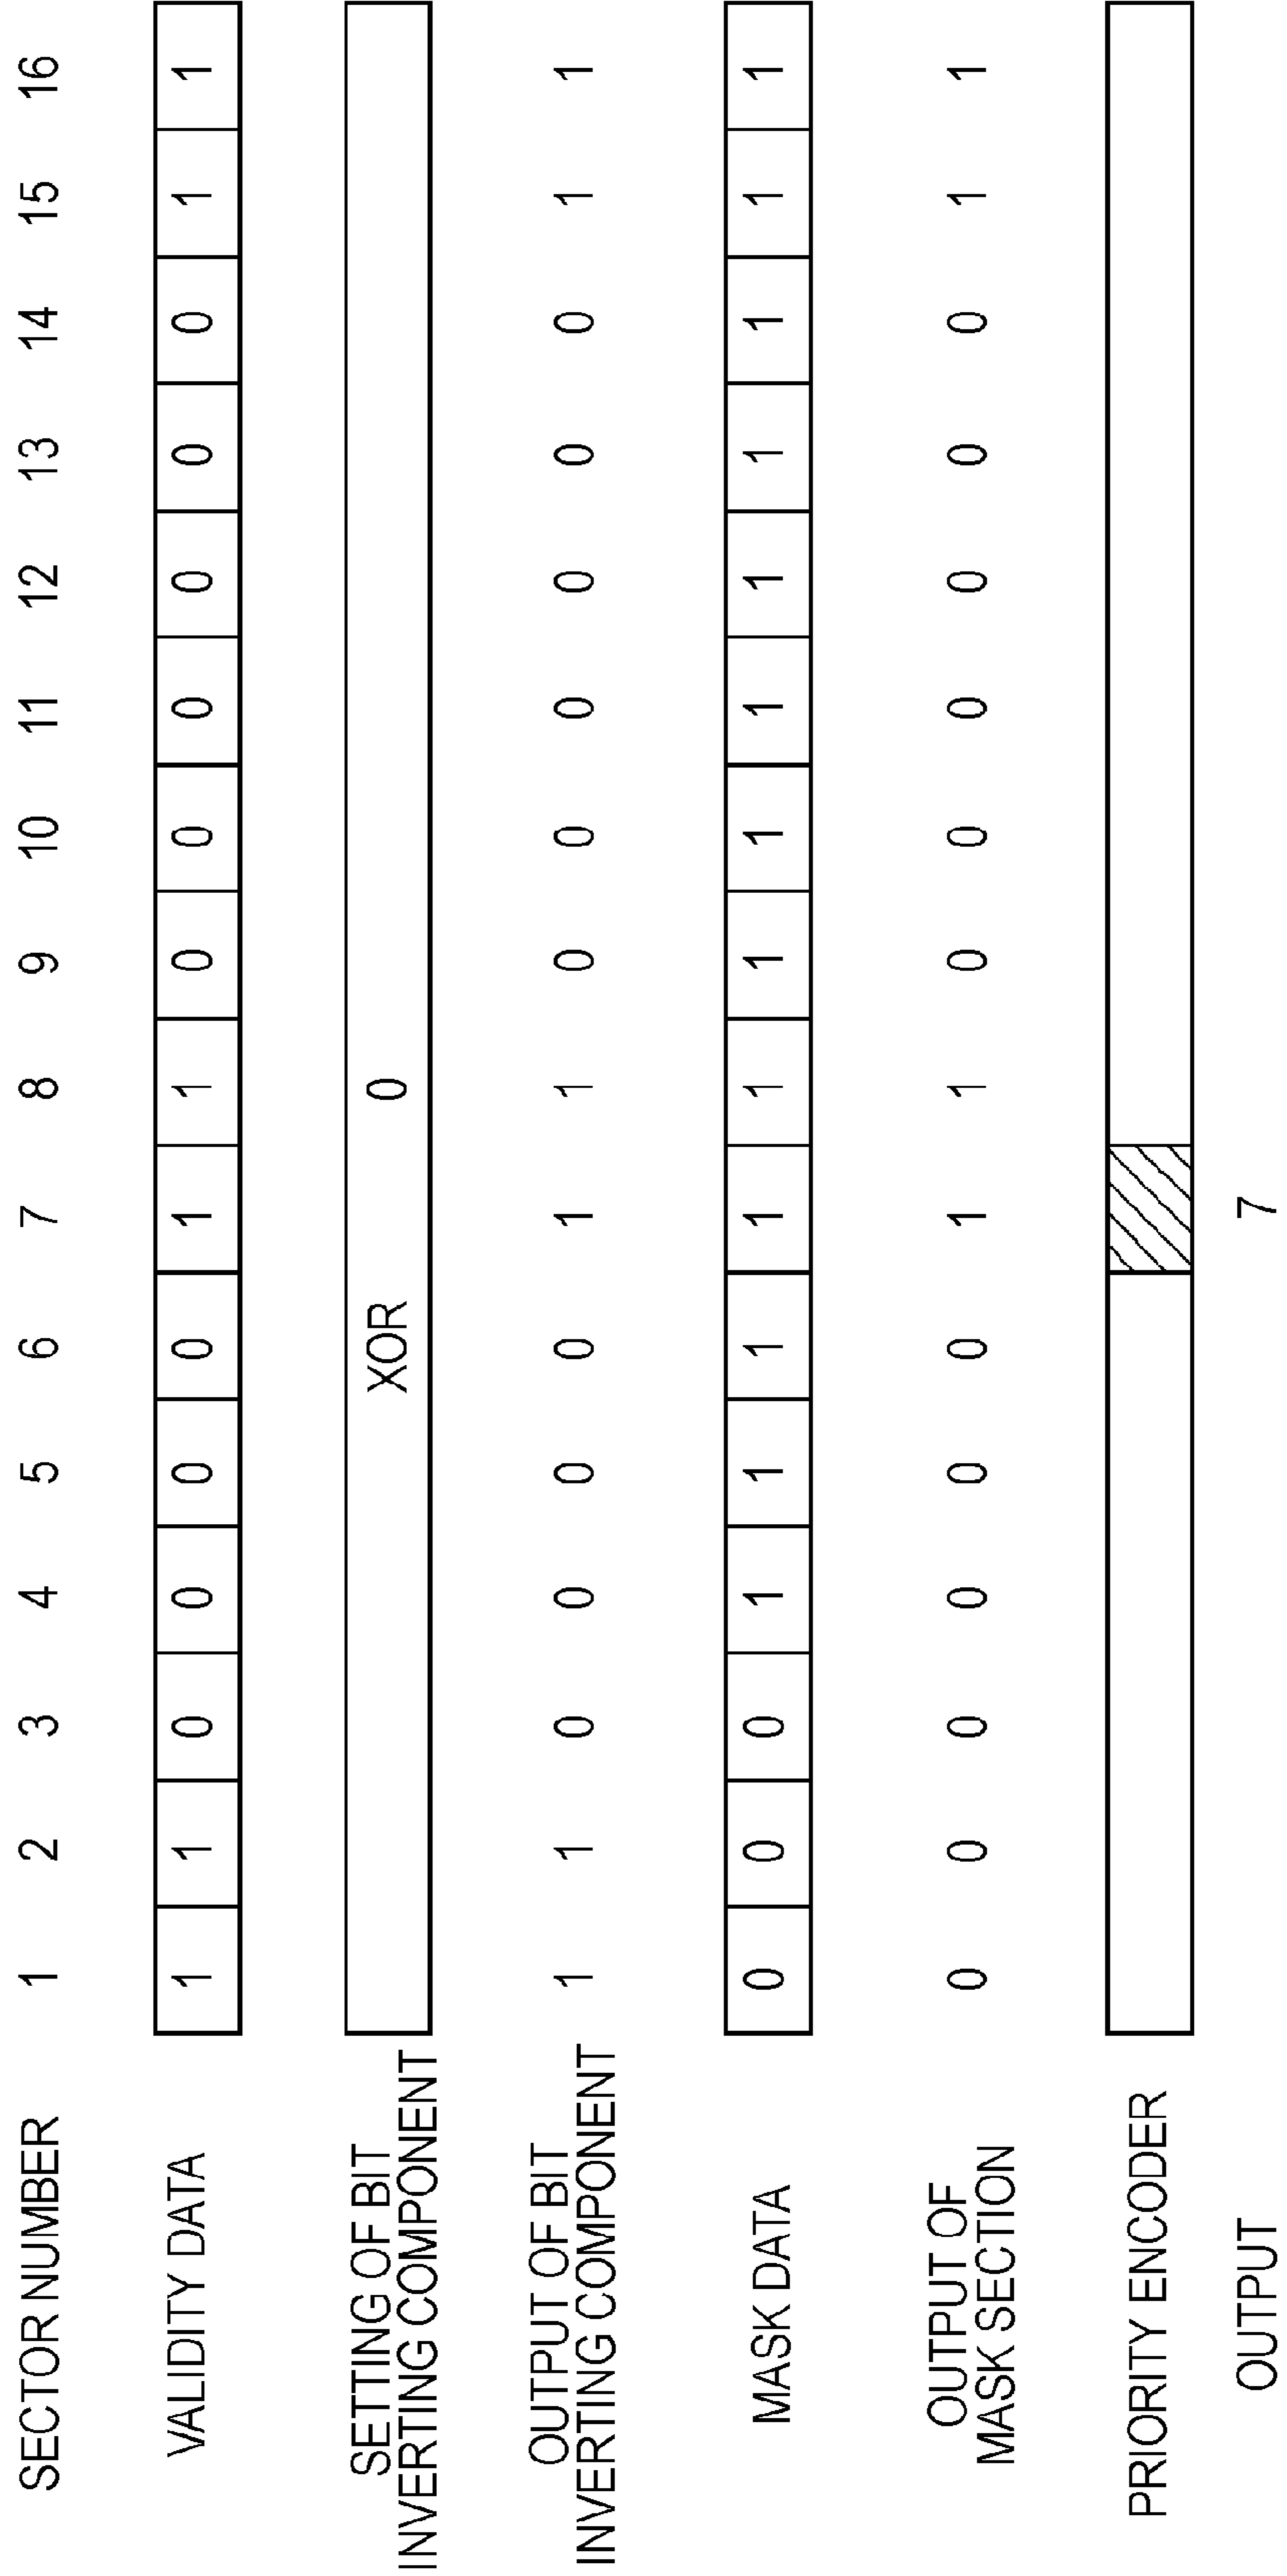 SECTOR NUMBER 1 2 3 4 5 6 7 8 9 10 11 12 13 14 15 16
VALIDITY DATA 1 1 0 0 0 0 1 1 0 0 0 0 0 0 1 1
SETTING OF BIT
INVERTING COMPONENT
XOR 0
OUTPUT OF BIT
INVERTING COMPONENT
1 1 0 0 0 0 1 1 0 0 0 0 0 0 1 1
MASK DATA 0 0 0 1 1 1 1 1 1 1 1 1 1 1 1 1
OUTPUT OF
MASK SECTION
0 0 0 0 0 0 1 1 0 0 0 0 0 0 1 1
PRIORITY ENCODER
OUTPUT 7